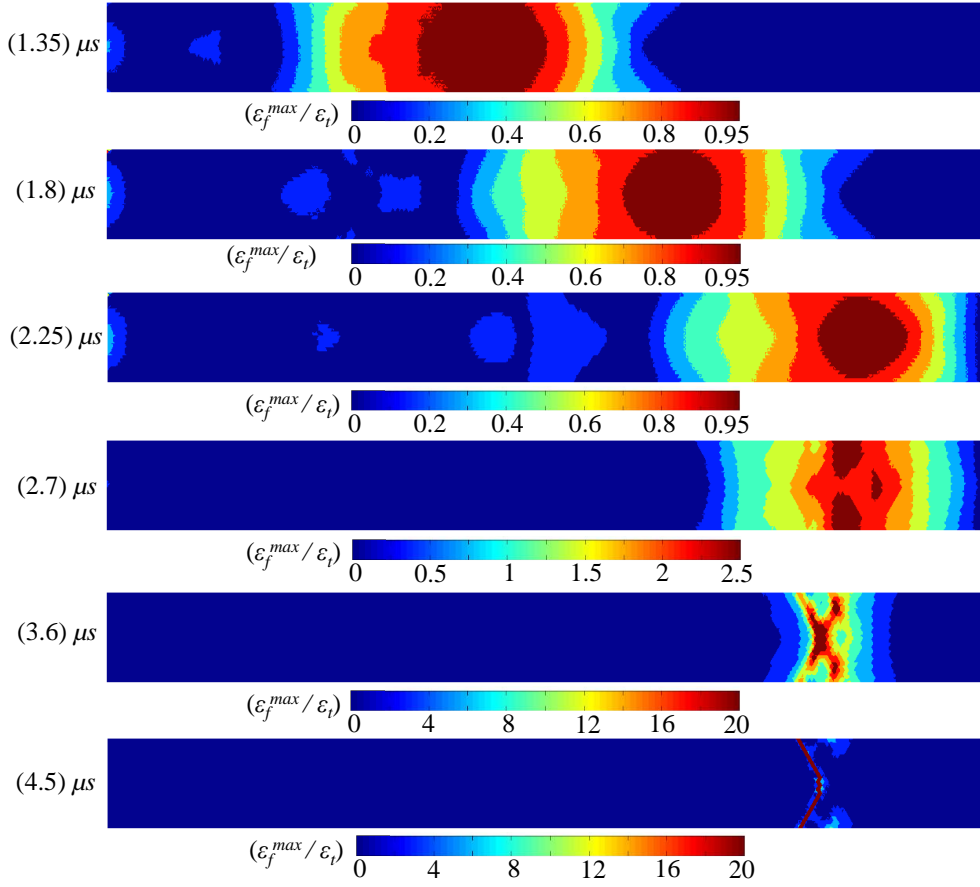 (1.35) μs
(ε_f^max / ε_t)
0 0.2 0.4 0.6 0.8 0.95
(1.8) μs
(ε_f^max / ε_t)
0 0.2 0.4 0.6 0.8 0.95
(2.25) μs
(ε_f^max / ε_t)
0 0.2 0.4 0.6 0.8 0.95
(2.7) μs
(ε_f^max / ε_t)
0 0.5 1 1.5 2 2.5
(3.6) μs
(ε_f^max / ε_t)
0 4 8 12 16 20
(4.5) μs
(ε_f^max / ε_t)
0 4 8 12 16 20